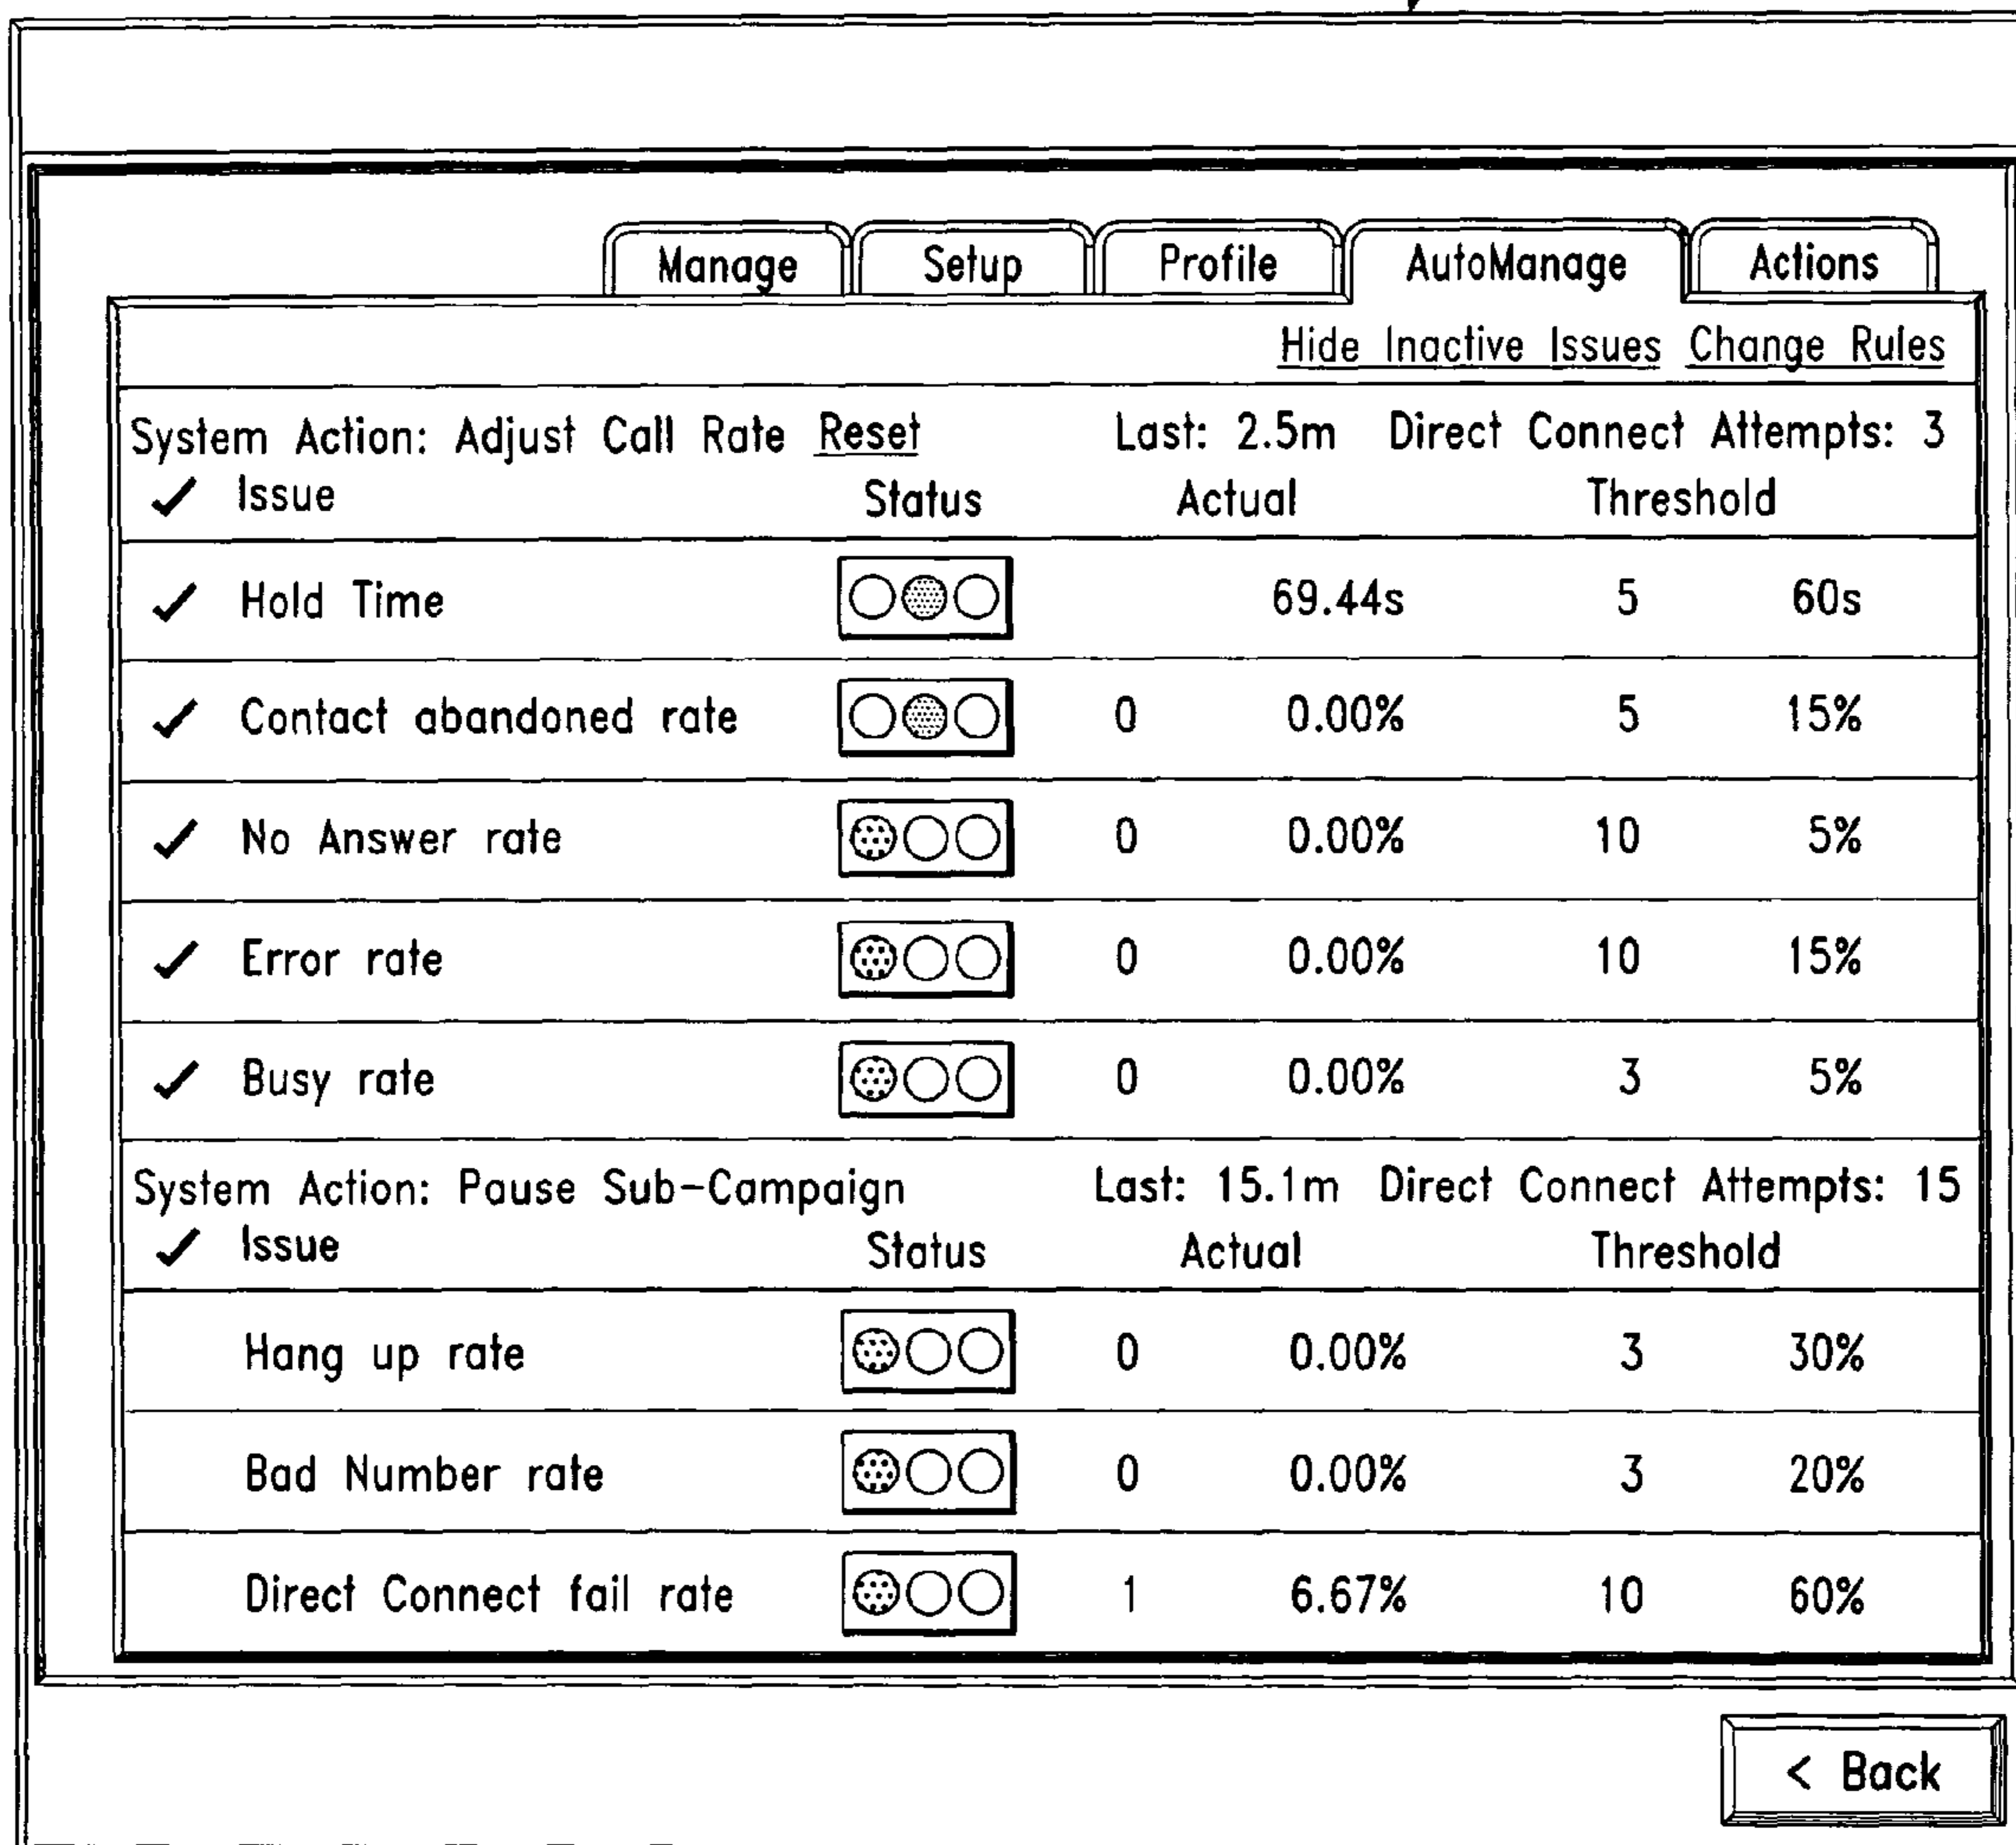 Manage Setup Profile AutoManage Actions
Hide Inactive Issues Change Rules
System Action: Adjust Call Rate Reset Last: 2.5m Direct Connect Attempts: 3
✓ Issue Status Actual Threshold
✓ Hold Time 69.44s 5 60s
✓ Contact abandoned rate 0 0.00% 5 15%
✓ No Answer rate 0 0.00% 10 5%
✓ Error rate 0 0.00% 10 15%
✓ Busy rate 0 0.00% 3 5%
System Action: Pause Sub-Campaign Last: 15.1m Direct Connect Attempts: 15
✓ Issue Status Actual Threshold
Hang up rate 0 0.00% 3 30%
Bad Number rate 0 0.00% 3 20%
Direct Connect fail rate 1 6.67% 10 60%
< Back